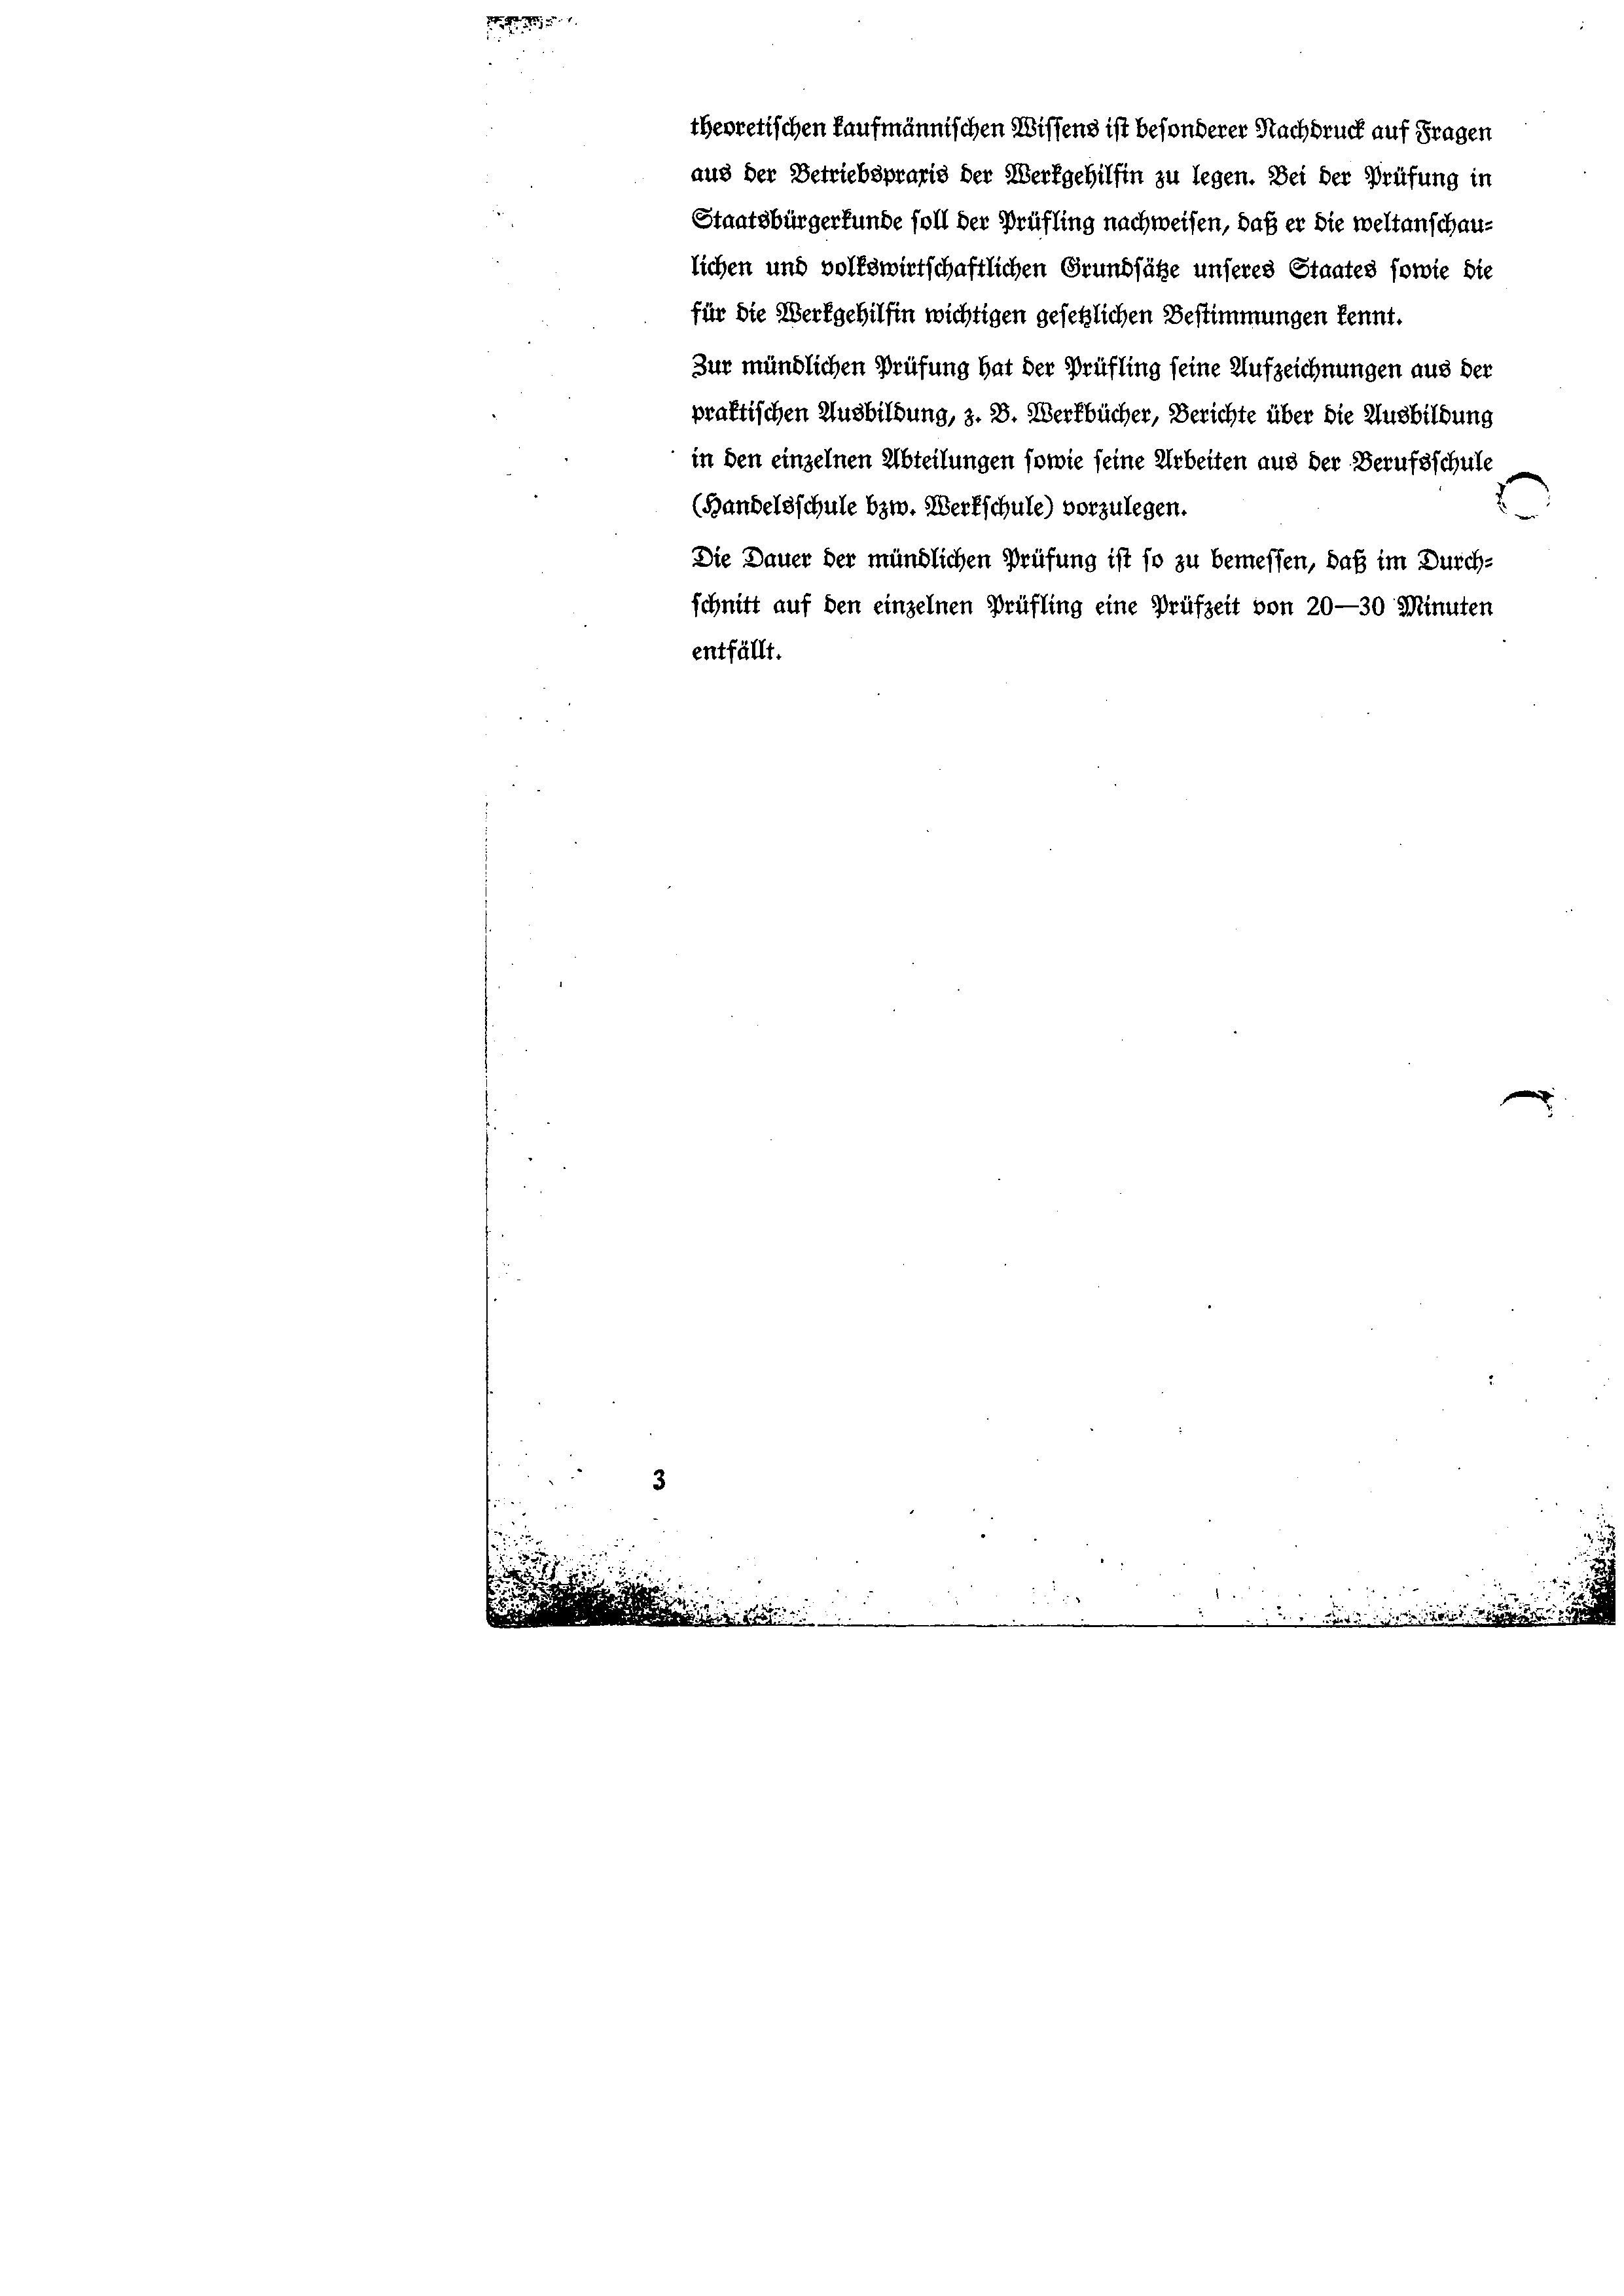 theoretischen kaufmännischen Wissens ist besonderer Nachdruck auf Fragen
aus der Betriebspraxis der Werkgehilfin zu legen. Bei der Prüfung in
Staatsbürgerkunde soll der Prüfling nachweisen, daß er die weltanschau-
lichen und volkswirtschaftlichen Grundsätze unseres Staates sowie die
für die Werkgehilfin wichtigen gesetzlichen Bestimmungen kennt.
Zur mündlichen Prüfung hat der Prüfling seine Aufzeichnungen aus der
praktischen Ausbildung, z. B. Werkbücher, Berichte über die Ausbildung
in den einzelnen Abteilungen sowie seine Arbeiten aus der Berufsschule
(Handelsschule bzw. Werkschule) vorzulegen.
Die Dauer der mündlichen Prüfung ist so zu bemessen, daß im Durch-
schnitt auf den einzelnen Prüfling eine Prüfzeit von 20—30 Minuten
entfällt.
3